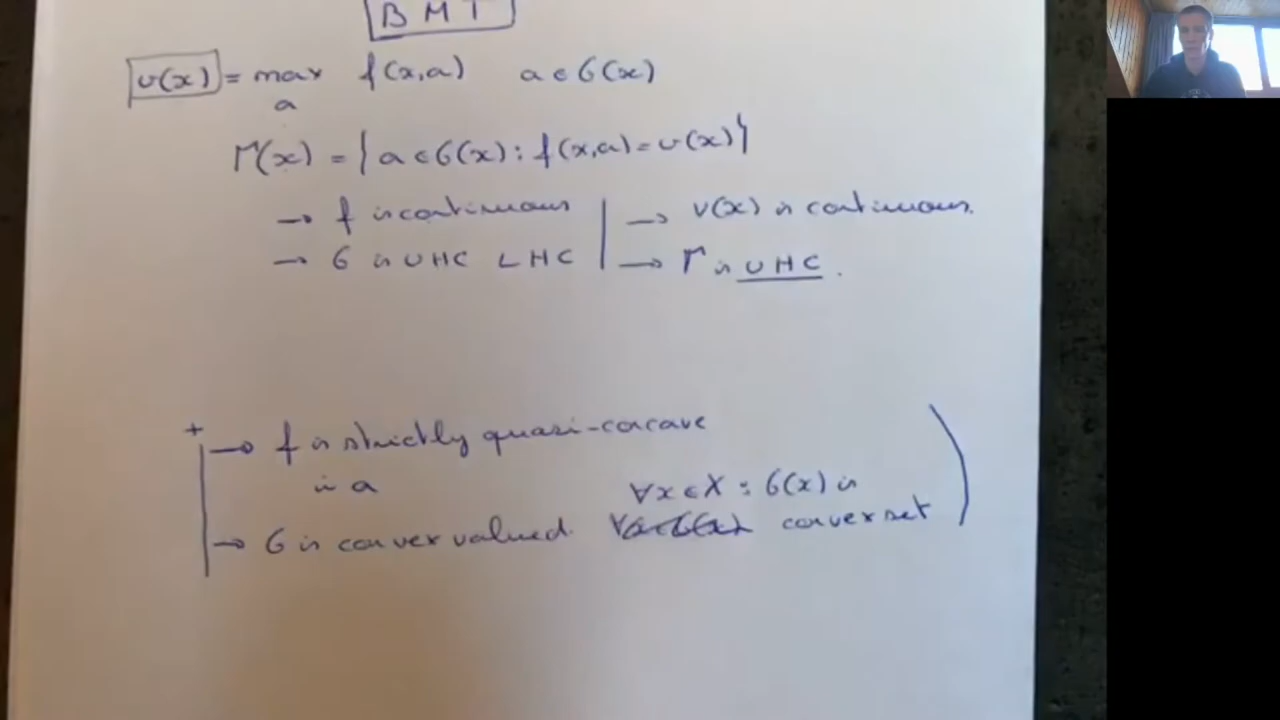 BMT
v(x) = max f(x,a) a ∈ G(x)
a
Γ(x) = { a ∈ G(x) : f(x,a) = v(x) }
→ f is continuous → v(x) is continuous.
→ G is UHC LHC → Γ is UHC.
+ → f is strictly quasi-cocave
in a ∀x ∈ X : G(x) is
→ G is convex valued. convex set